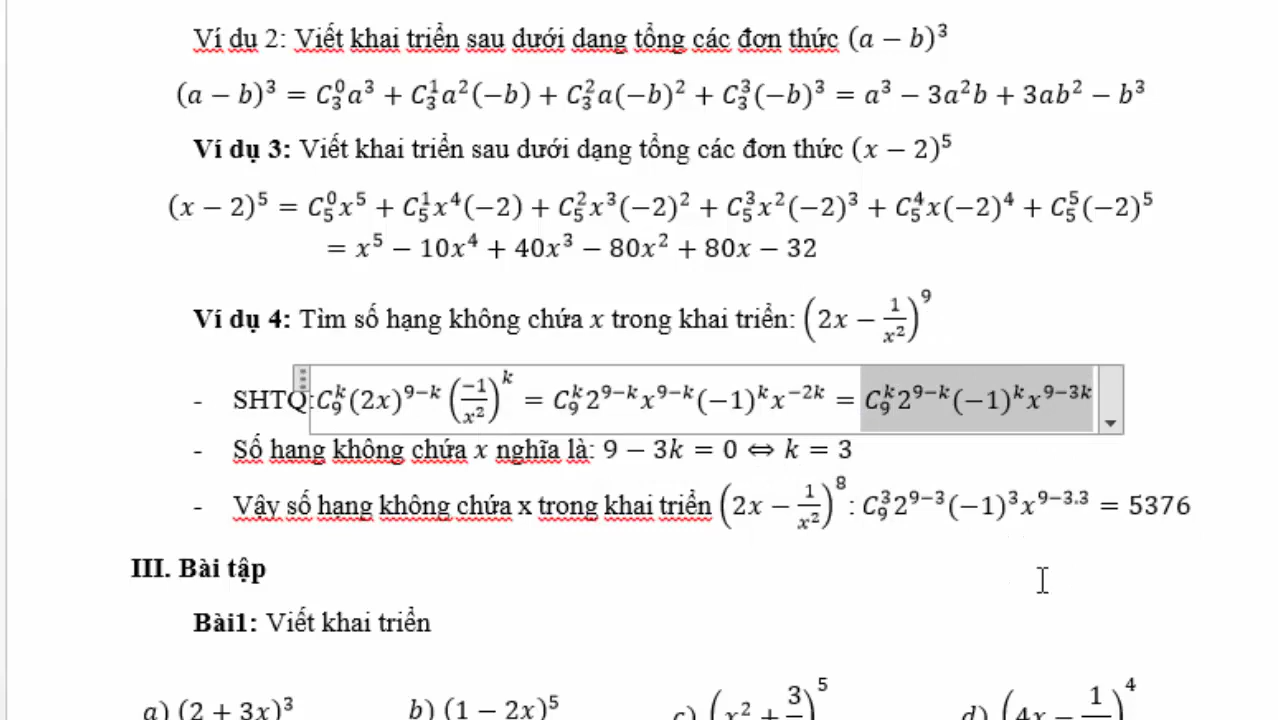 Ví dụ 2: Viết khai triển sau dưới dạng tổng các đơn thức (a − b)³
(a − b)³ = C₃⁰a³ + C₃¹a²(−b) + C₃²a(−b)² + C₃³(−b)³ = a³ − 3a²b + 3ab² − b³
Ví dụ 3: Viết khai triển sau dưới dạng tổng các đơn thức (x − 2)⁵
(x − 2)⁵ = C₅⁰x⁵ + C₅¹x⁴(−2) + C₅²x³(−2)² + C₅³x²(−2)³ + C₅⁴x(−2)⁴ + C₅⁵(−2)⁵
= x⁵ − 10x⁴ + 40x³ − 80x² + 80x − 32
Ví dụ 4: Tìm số hạng không chứa x trong khai triển: (2x − 1/x²)⁹
- SHTQ: C₉ᵏ(2x)⁹⁻ᵏ(−1/x²)ᵏ = C₉ᵏ2⁹⁻ᵏx⁹⁻ᵏ(−1)ᵏx⁻²ᵏ = C₉ᵏ2⁹⁻ᵏ(−1)ᵏx⁹⁻³ᵏ
- Số hạng không chứa x nghĩa là: 9 − 3k = 0 ⇔ k = 3
- Vậy số hạng không chứa x trong khai triển (2x − 1/x²)⁸: C₉³2⁹⁻³(−1)³x⁹⁻³·³ = 5376
III. Bài tập
Bài1: Viết khai triển
a) (2 + 3x)³ b) (1 − 2x)⁵ c) (x² + 3/ )⁵ d) (4x − 1/ )⁴